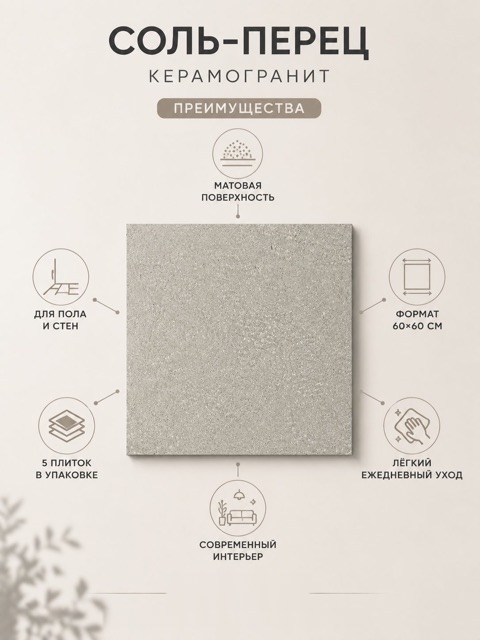 СОЛЬ-ПЕРЕЦ
КЕРАМОГРАНИТ
ПРЕИМУЩЕСТВА
МАТОВАЯ
ПОВЕРХНОСТЬ
ДЛЯ ПОЛА
И СТЕН
ФОРМАТ
60×60 СМ
5 ПЛИТОК
В УПАКОВКЕ
ЛЁГКИЙ
ЕЖЕДНЕВНЫЙ УХОД
СОВРЕМЕННЫЙ
ИНТЕРЬЕР